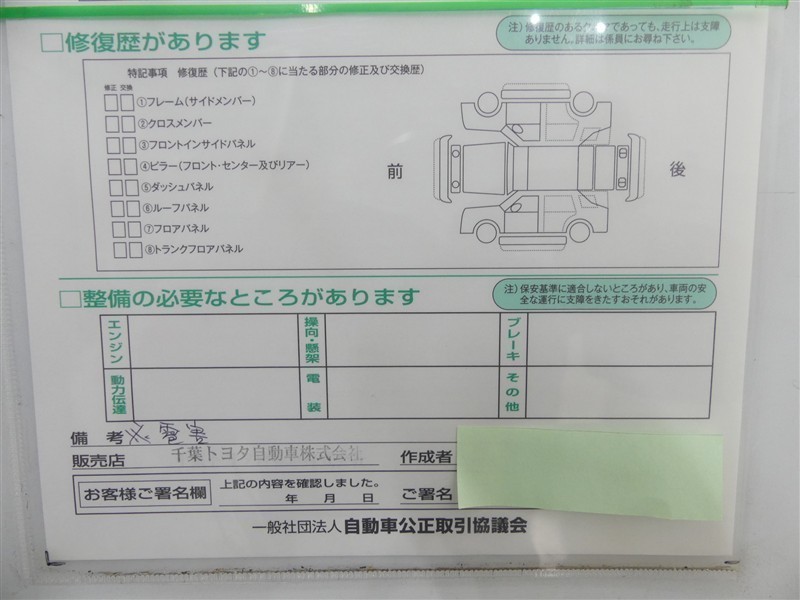 □修復歴があります
注）修復歴のあるクルマであっても、走行上は支障
ありません。詳細は係員にお尋ね下さい。
特記事項 修復歴（下記の①～⑧に当たる部分の修正及び交換歴）
修正 交換
①フレーム（サイドメンバー）
②クロスメンバー
③フロントインサイドパネル
④ピラー（フロント・センター及びリアー）
⑤ダッシュパネル
⑥ルーフパネル
⑦フロアパネル
⑧トランクフロアパネル
前
後
□整備の必要なところがあります
注）保安基準に適合しないところがあり、車両の安
全な運行に支障をきたすおそれがあります。
エンジン
操向・懸架
ブレーキ
動力伝達
電装
その他
備 考 ※雹害
販売店 千葉トヨタ自動車株式会社 作成者
お客様ご署名欄
上記の内容を確認しました。
年 月 日
ご署名
一般社団法人 自動車公正取引協議会